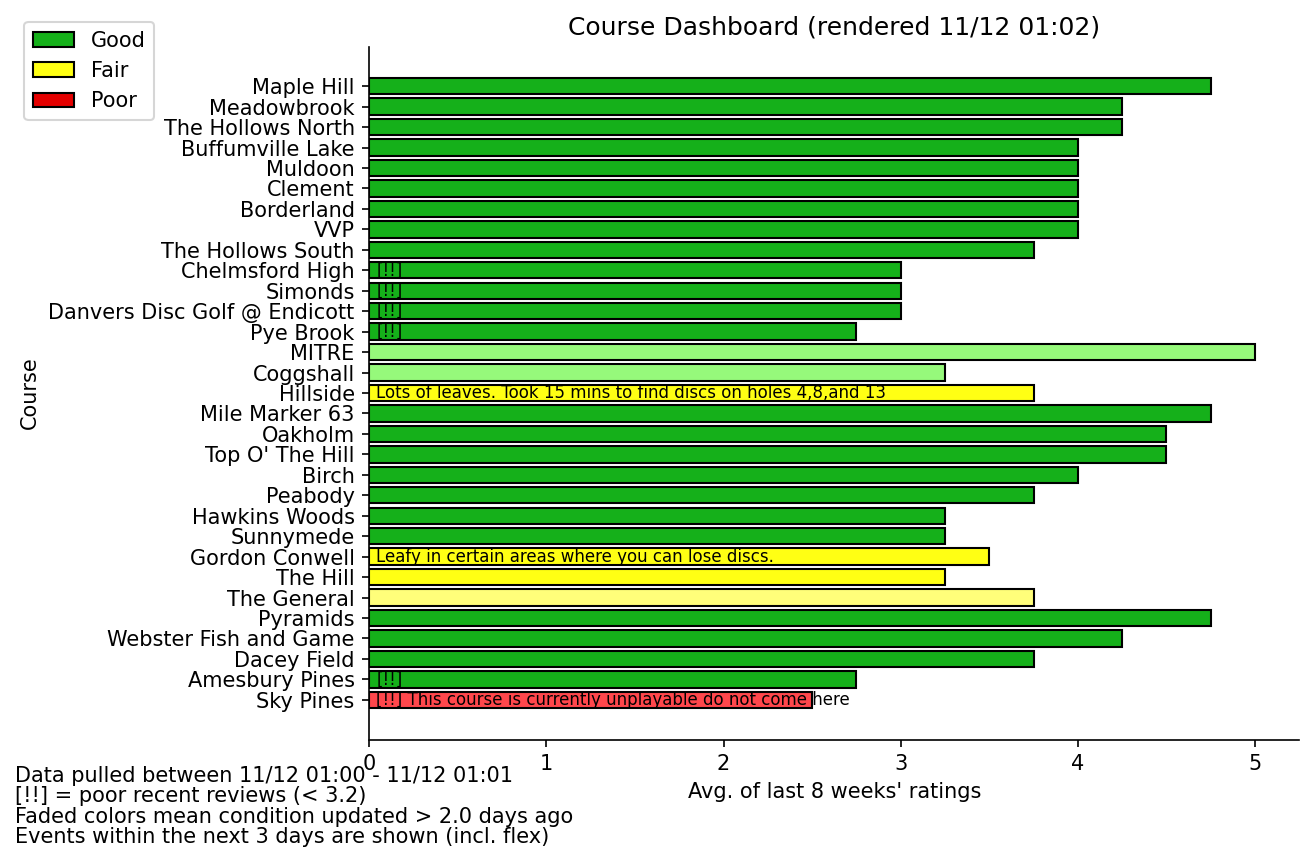 Course Dashboard (rendered 11/12 01:02)
Good
Fair
Poor
Maple Hill
Meadowbrook
The Hollows North
Buffumville Lake
Muldoon
Clement
Borderland
VVP
The Hollows South
Chelmsford High [!!]
Simonds [!!]
Danvers Disc Golf @ Endicott [!!]
Pye Brook [!!]
MITRE
Coggshall
Hillside Lots of leaves. Took 15 mins to find discs on holes 4,8,and 13
Mile Marker 63
Oakholm
Top O' The Hill
Birch
Peabody
Hawkins Woods
Sunnymede
Gordon Conwell Leafy in certain areas where you can lose discs.
The Hill
The General
Pyramids
Webster Fish and Game
Dacey Field
Amesbury Pines [!!]
Sky Pines [!!] This course is currently unplayable do not come here
Course
0 1 2 3 4 5
Avg. of last 8 weeks' ratings
Data pulled between 11/12 01:00 - 11/12 01:01
[!!] = poor recent reviews (< 3.2)
Faded colors mean condition updated > 2.0 days ago
Events within the next 3 days are shown (incl. flex)